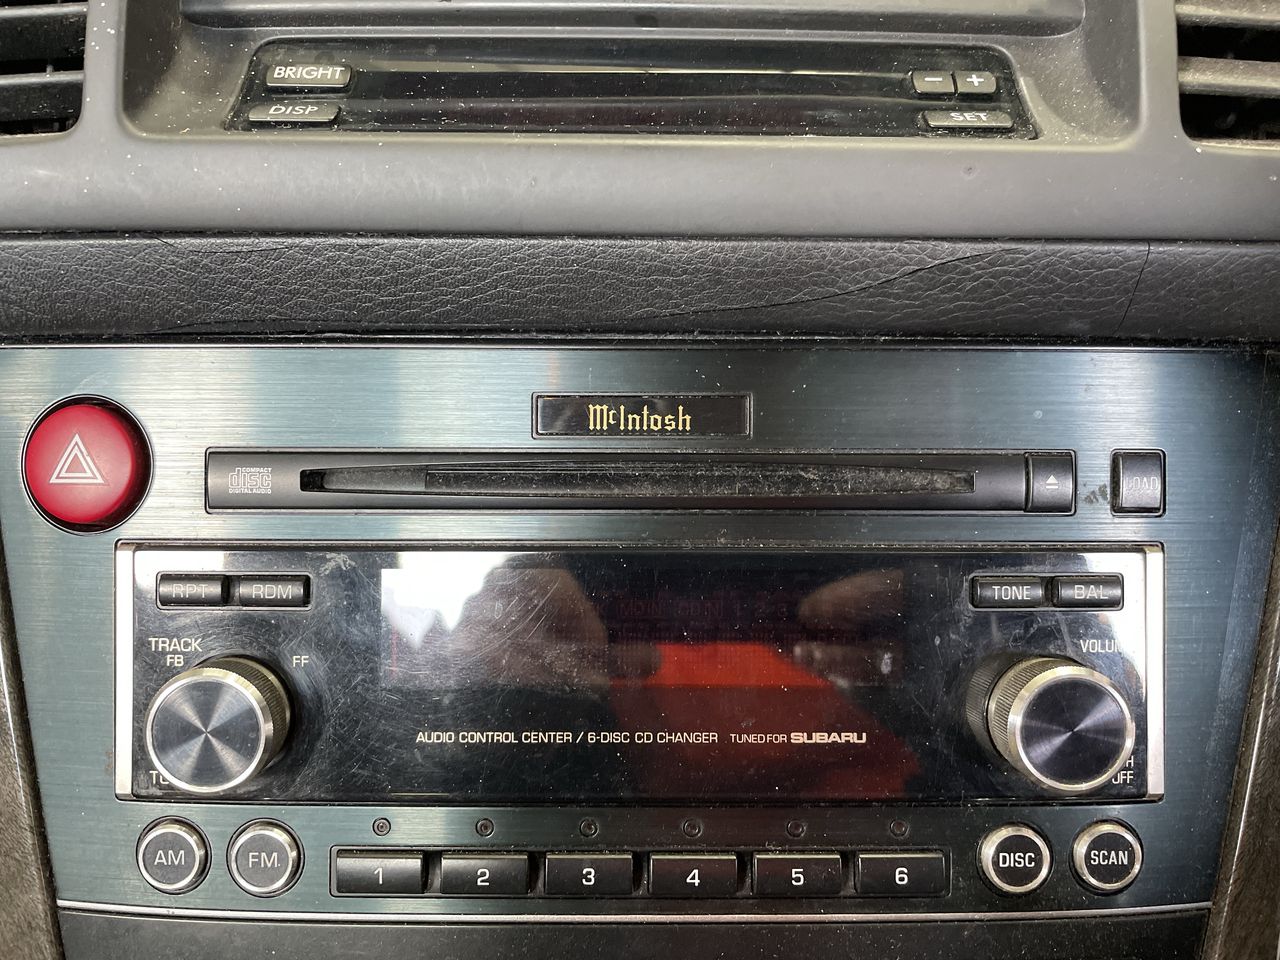 BRIGHT
- +
DISP
SET
McIntosh
COMPACT
disc
DIGITAL AUDIO
LOAD
RPT RDM
TONE BAL
TRACK
FB FF
VOLUM
AUDIO CONTROL CENTER / 6-DISC CD CHANGER TUNED FOR SUBARU
OFF
AM FM
1 2 3 4 5 6
DISC SCAN